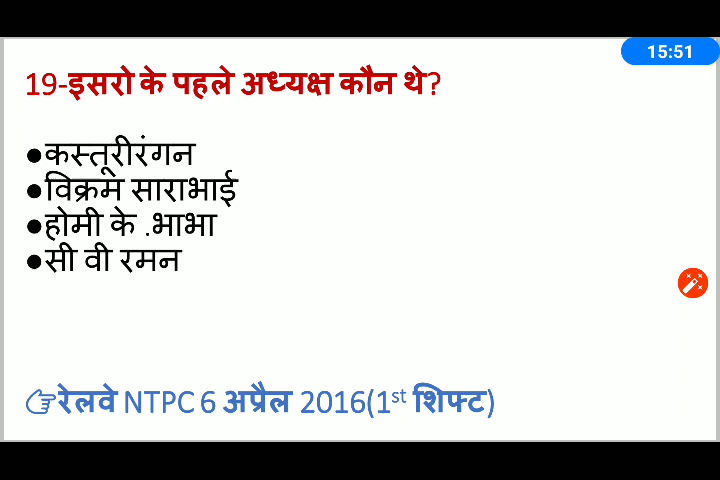 15:51
19-इसरो के पहले अध्यक्ष कौन थे?
●कस्तूरीरंगन
●विक्रम साराभाई
●होमी के .भाभा
●सी वी रमन
👉रेलवे NTPC 6 अप्रैल 2016(1st शिफ्ट)